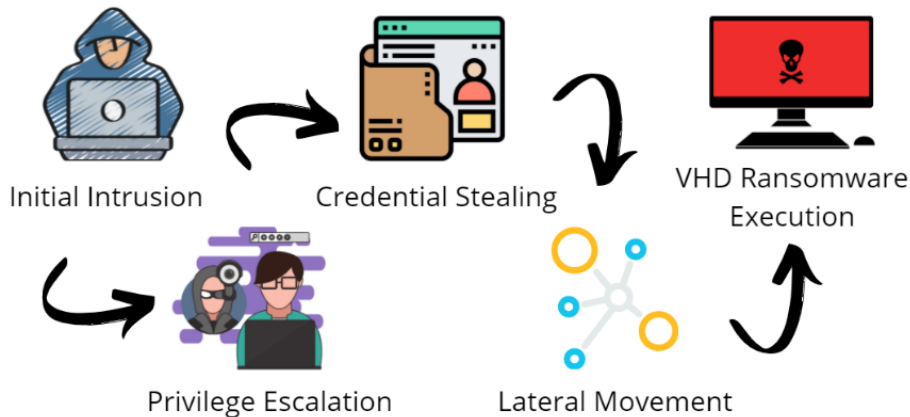 Initial Intrusion
Privilege Escalation
Credential Stealing
Lateral Movement
VHD Ransomware
Execution